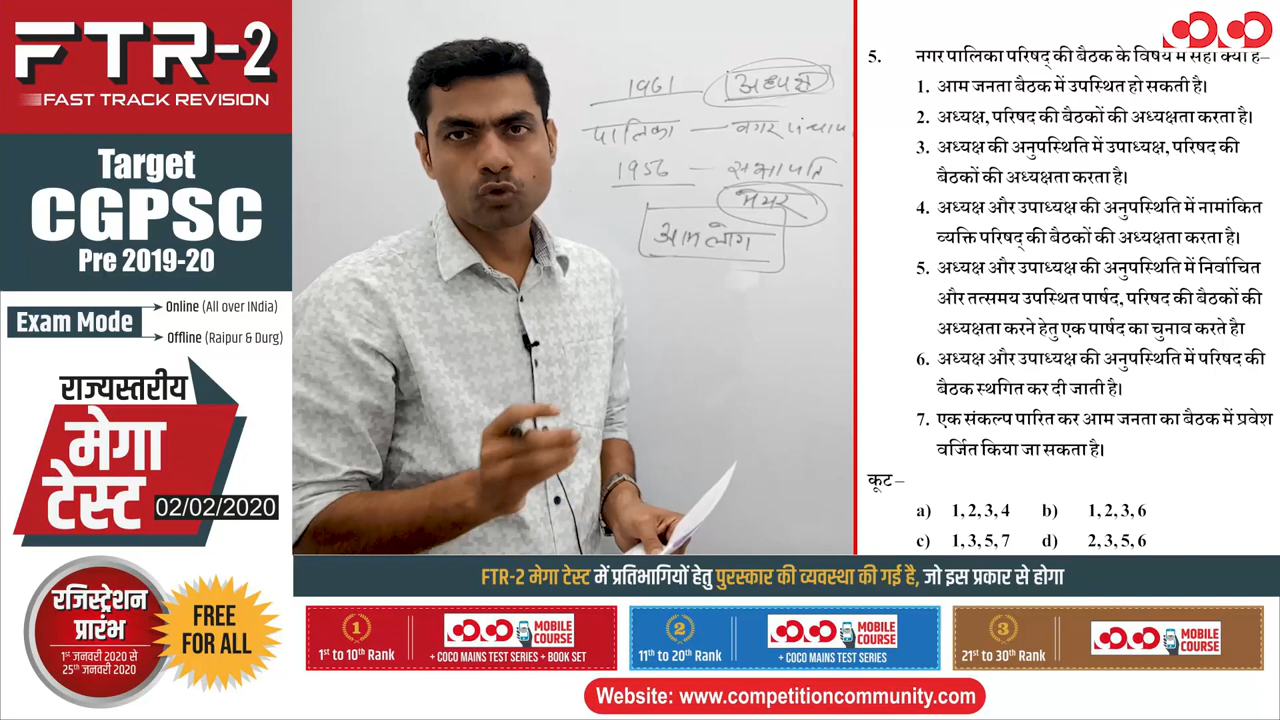 FTR-2
FAST TRACK REVISION
Target
CGPSC
Pre 2019-20
Exam Mode
Online (All over INdia)
Offline (Raipur & Durg)
राज्यस्तरीय
मेगा
टेस्ट
02/02/2020
रजिस्ट्रेशन
प्रारंभ
1st जनवरी 2020 से
25th जनवरी 2020
FREE
FOR ALL
1961 अध्यक्ष
पालिका — नगर पंचाय
1956 — सभापति
मेयर
आम लोग
COCO
5. नगर पालिका परिषद् की बैठक के विषय में सही क्या है–
1. आम जनता बैठक में उपस्थित हो सकती है।
2. अध्यक्ष, परिषद की बैठकों की अध्यक्षता करता है।
3. अध्यक्ष की अनुपस्थिति में उपाध्यक्ष, परिषद की
बैठकों की अध्यक्षता करता है।
4. अध्यक्ष और उपाध्यक्ष की अनुपस्थिति में नामांकित
व्यक्ति परिषद् की बैठकों की अध्यक्षता करता है।
5. अध्यक्ष और उपाध्यक्ष की अनुपस्थिति में निर्वाचित
और तत्समय उपस्थित पार्षद, परिषद की बैठकों की
अध्यक्षता करने हेतु एक पार्षद का चुनाव करते है।
6. अध्यक्ष और उपाध्यक्ष की अनुपस्थिति में परिषद की
बैठक स्थगित कर दी जाती है।
7. एक संकल्प पारित कर आम जनता का बैठक में प्रवेश
वर्जित किया जा सकता है।
कूट –
a) 1, 2, 3, 4 b) 1, 2, 3, 6
c) 1, 3, 5, 7 d) 2, 3, 5, 6
FTR-2 मेगा टेस्ट में प्रतिभागियों हेतु पुरस्कार की व्यवस्था की गई है, जो इस प्रकार से होगा
1
1st to 10th Rank
COCO MOBILE COURSE
+ COCO MAINS TEST SERIES + BOOK SET
2
11th to 20th Rank
COCO MOBILE COURSE
+ COCO MAINS TEST SERIES
3
21st to 30th Rank
COCO MOBILE COURSE
Website: www.competitioncommunity.com